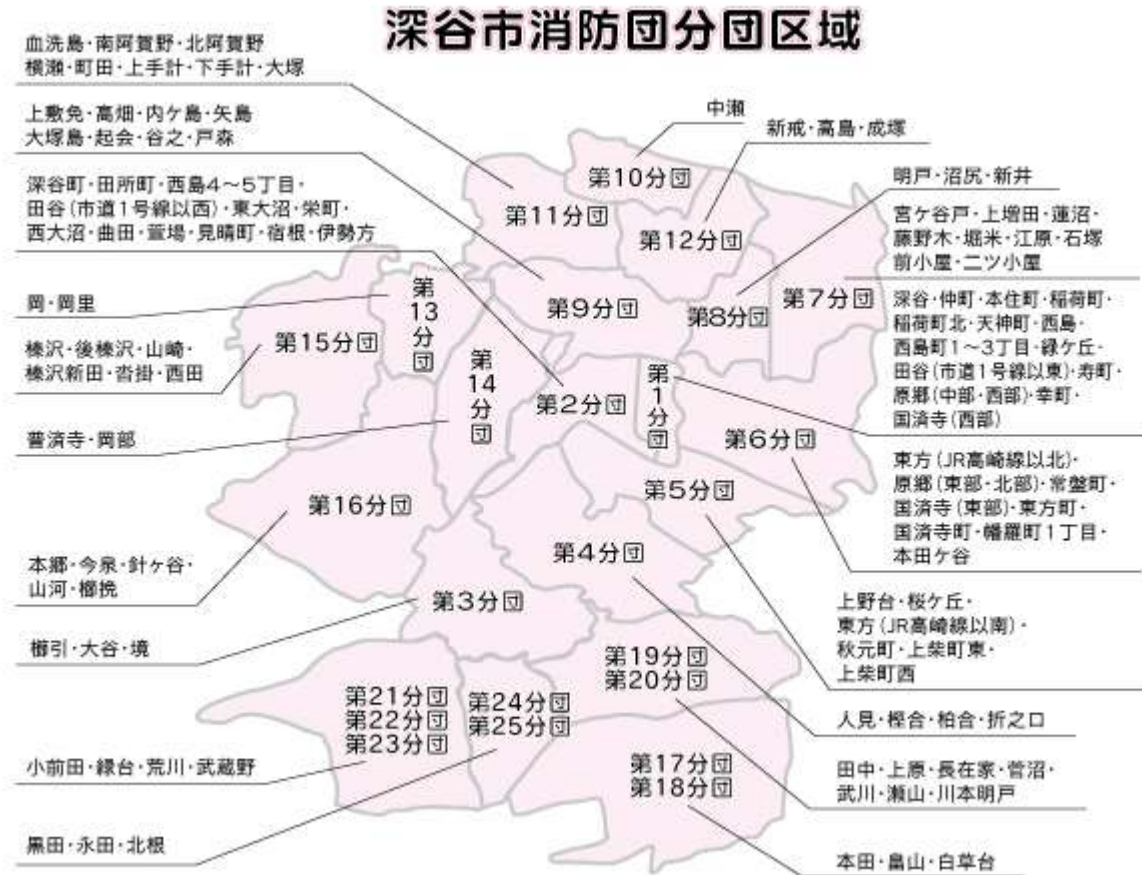 深谷市消防団分団区域
血洗島・南阿賀野・北阿賀野
横瀬・町田・上手計・下手計・大塚
上敷免・高畑・内ケ島・矢島
大塚島・起会・谷之・戸森
深谷町・田所町・西島4～5丁目・
田谷(市道1号線以西)・東大沼・栄町・
西大沼・曲田・萱場・見晴町・宿根・伊勢方
岡・岡里
榛沢・後榛沢・山崎・
榛沢新田・沓掛・西田
普済寺・岡部
本郷・今泉・針ケ谷・
山河・櫛挽
櫛引・大谷・境
小前田・緑台・荒川・武蔵野
黒田・永田・北根
中瀬
新戒・高島・成塚
明戸・沼尻・新井
宮ケ谷戸・上増田・蓮沼・
藤野木・堀米・江原・石塚
前小屋・二ツ小屋
深谷・仲町・本住町・稲荷町・
稲荷町北・天神町・西島・
西島町1～3丁目・緑ケ丘・
田谷(市道1号線以東)・寿町・
原郷(中部・西部)・幸町・
国済寺(西部)
東方(JR高崎線以北)・
原郷(東部・北部)・常盤町・
国済寺(東部)・東方町・
国済寺町・幡羅町1丁目・
本田ケ谷
上野台・桜ケ丘・
東方(JR高崎線以南)・
秋元町・上柴町東・
上柴町西
人見・樫合・柏合・折之口
田中・上原・長在家・菅沼・
武川・瀬山・川本明戸
本田・畠山・白草台
第10分団
第11分団
第12分団
第13分団
第9分団
第8分団
第7分団
第15分団
第14分団
第2分団
第1分団
第6分団
第16分団
第5分団
第4分団
第3分団
第19分団
第20分団
第21分団
第22分団
第23分団
第24分団
第25分団
第17分団
第18分団